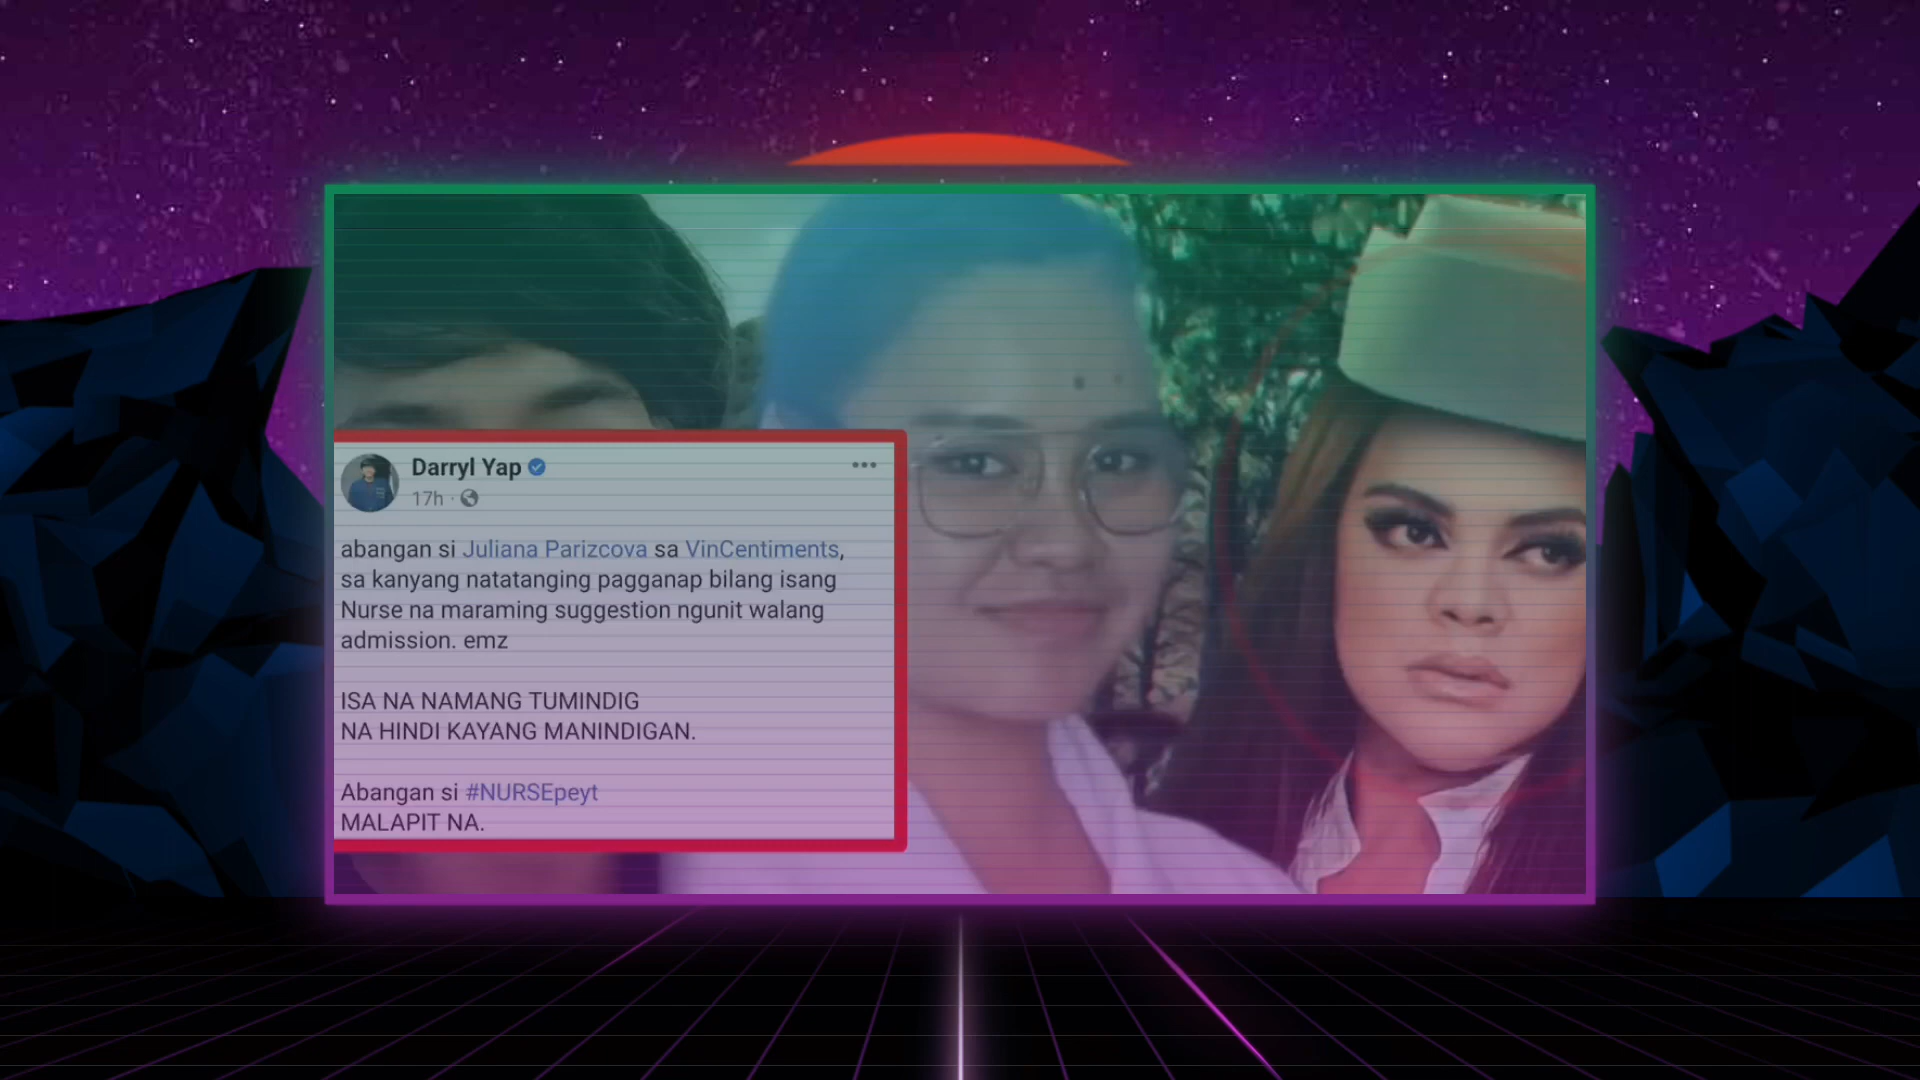 Darryl Yap
17h ·
abangan si Juliana Parizcova sa VinCentiments,
sa kanyang natatanging pagganap bilang isang
Nurse na maraming suggestion ngunit walang
admission. emz
ISA NA NAMANG TUMINDIG
NA HINDI KAYANG MANINDIGAN.
Abangan si #NURSEpeyt
MALAPIT NA.